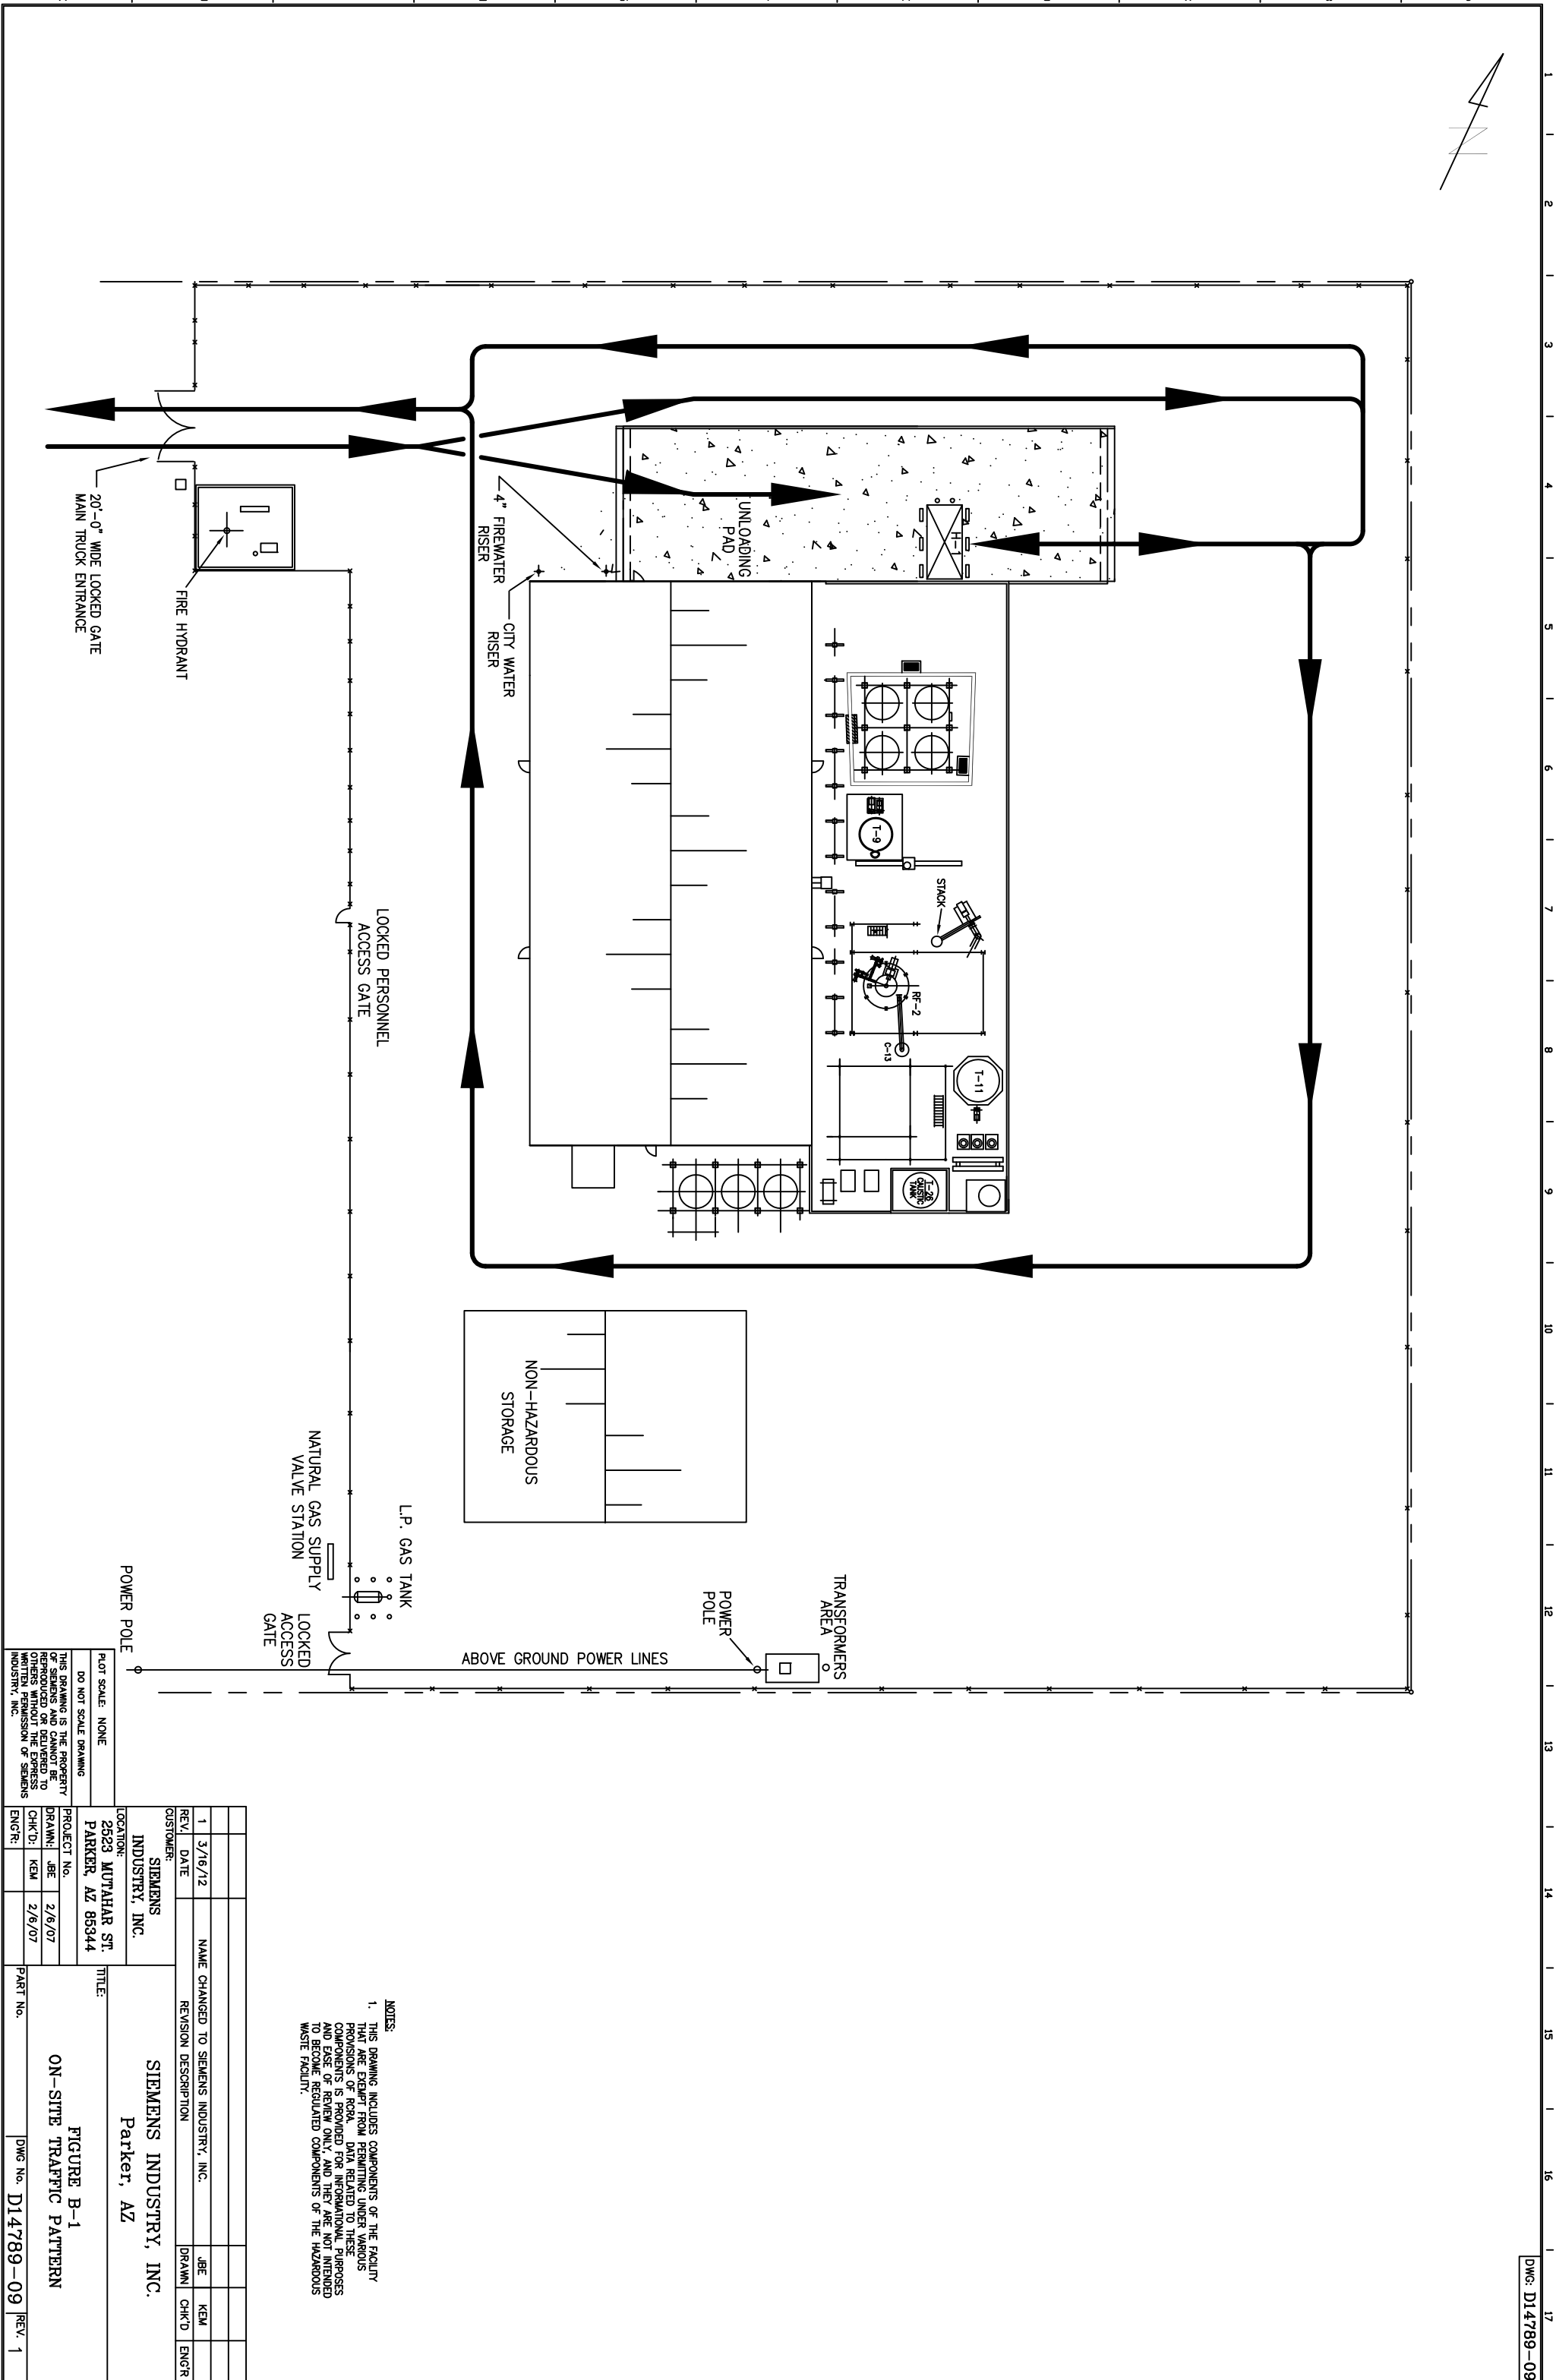 1
2
3
4
5
6
7
8
9
10
11
12
13
14
15
16
17
DWG: D14789-09
N
UNLOADING
PAD
H-1
4" FIREWATER
RISER
CITY WATER
RISER
20'-0" WIDE LOCKED GATE
MAIN TRUCK ENTRANCE
FIRE HYDRANT
T-9
STACK
RF-2
C-13
T-11
T-26
CAUSTIC
TANK
LOCKED PERSONNEL
ACCESS GATE
NON-HAZARDOUS
STORAGE
NATURAL GAS SUPPLY
VALVE STATION
L.P. GAS TANK
LOCKED
ACCESS
GATE
POWER POLE
POWER
POLE
TRANSFORMERS
AREA
ABOVE GROUND POWER LINES
NOTES:
1. THIS DRAWING INCLUDES COMPONENTS OF THE FACILITY
THAT ARE EXEMPT FROM PERMITTING UNDER VARIOUS
PROVISIONS OF RCRA. DATA RELATED TO THESE
COMPONENTS IS PROVIDED FOR INFORMATIONAL PURPOSES
AND EASE OF REVIEW ONLY, AND THEY ARE NOT INTENDED
TO BECOME REGULATED COMPONENTS OF THE HAZARDOUS
WASTE FACILITY.
PLOT SCALE: NONE
DO NOT SCALE DRAWING
THIS DRAWING IS THE PROPERTY
OF SIEMENS AND CANNOT BE
REPRODUCED OR DELIVERED TO
OTHERS WITHOUT THE EXPRESS
WRITTEN PERMISSION OF SIEMENS
INDUSTRY, INC.
1 3/16/12 NAME CHANGED TO SIEMENS INDUSTRY, INC. JBE KEM
REV. DATE REVISION DESCRIPTION DRAWN CHK'D ENG'R
CUSTOMER:
SIEMENS
INDUSTRY, INC.
LOCATION:
2523 MUTAHAR ST.
PARKER, AZ 85344
PROJECT No.
DRAWN: JBE 2/6/07
CHK'D: KEM 2/6/07
ENG'R:
SIEMENS INDUSTRY, INC.
Parker, AZ
TITLE:
FIGURE B-1
ON-SITE TRAFFIC PATTERN
PART No.
DWG No. D14789-09
REV. 1